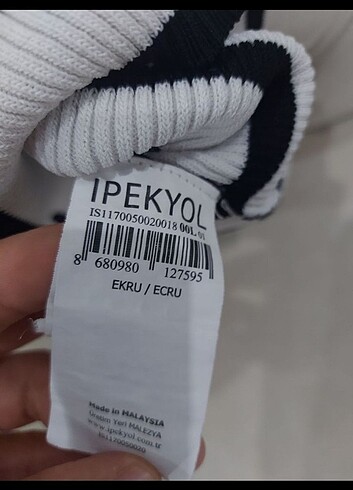 IPEKYOL
IS1170050020018 001. 01
8 680980 127595
EKRU / ECRU
Made in MALAYSIA
Üretim Yeri MALEZYA
www.ipekyol.com.tr
IS1170050020